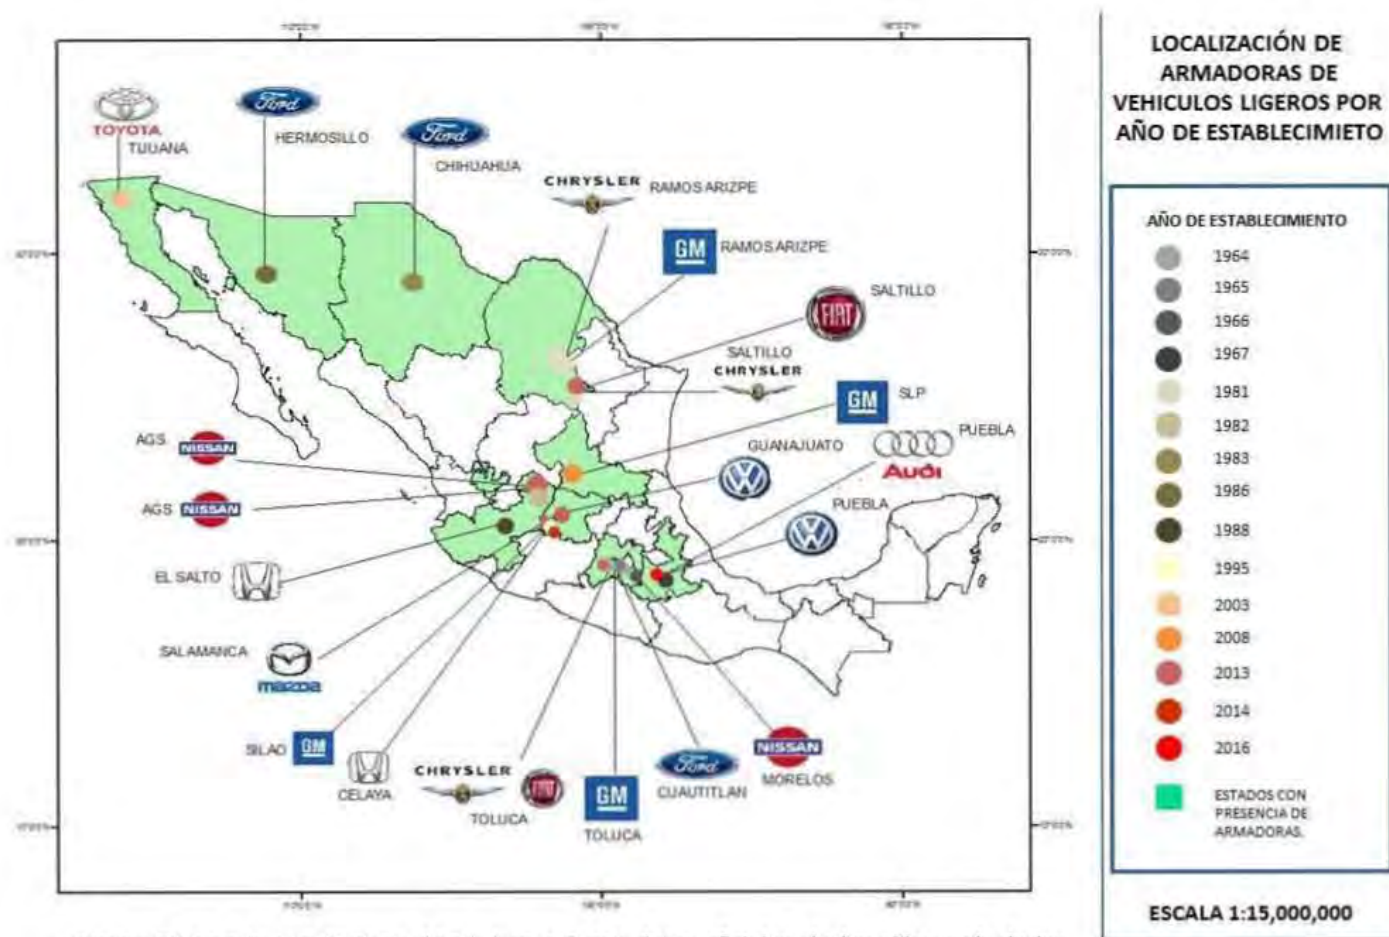 LOCALIZACIÓN DE
ARMADORAS DE
VEHICULOS LIGEROS POR
AÑO DE ESTABLECIMIETO
AÑO DE ESTABLECIMIENTO
1964
1965
1966
1967
1981
1982
1983
1986
1988
1995
2003
2008
2013
2014
2016
ESTADOS CON
PRESENCIA DE
ARMADORAS.
ESCALA 1:15,000,000
TOYOTA
TIJUANA
Ford
HERMOSILLO
Ford
CHIHUAHUA
CHRYSLER
RAMOS ARIZPE
GM
RAMOS ARIZPE
FIAT
SALTILLO
SALTILLO
CHRYSLER
GM
SLP
GUANAJUATO
PUEBLA
Audi
PUEBLA
AGS
NISSAN
AGS
NISSAN
EL SALTO
SALAMANCA
mazda
SILAO
GM
CELAYA
CHRYSLER
FIAT
TOLUCA
GM
TOLUCA
Ford
CUAUTITLAN
NISSAN
MORELOS